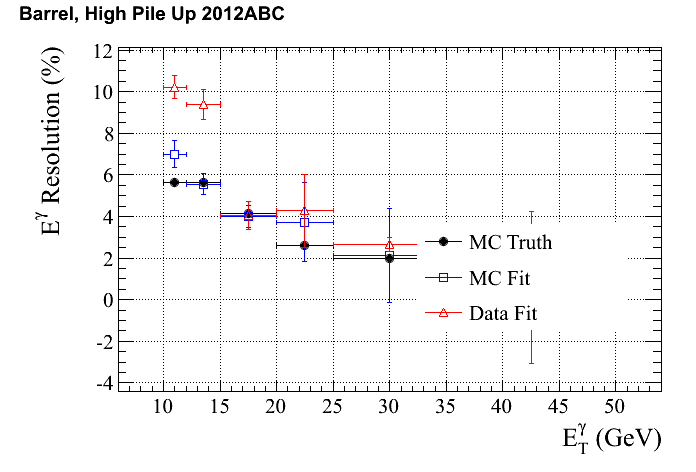 Barrel, High Pile Up 2012ABC
E^γ Resolution (%)
12
10
8
6
4
2
0
-2
-4
MC Truth
MC Fit
Data Fit
10 15 20 25 30 35 40 45 50
E_T^γ (GeV)